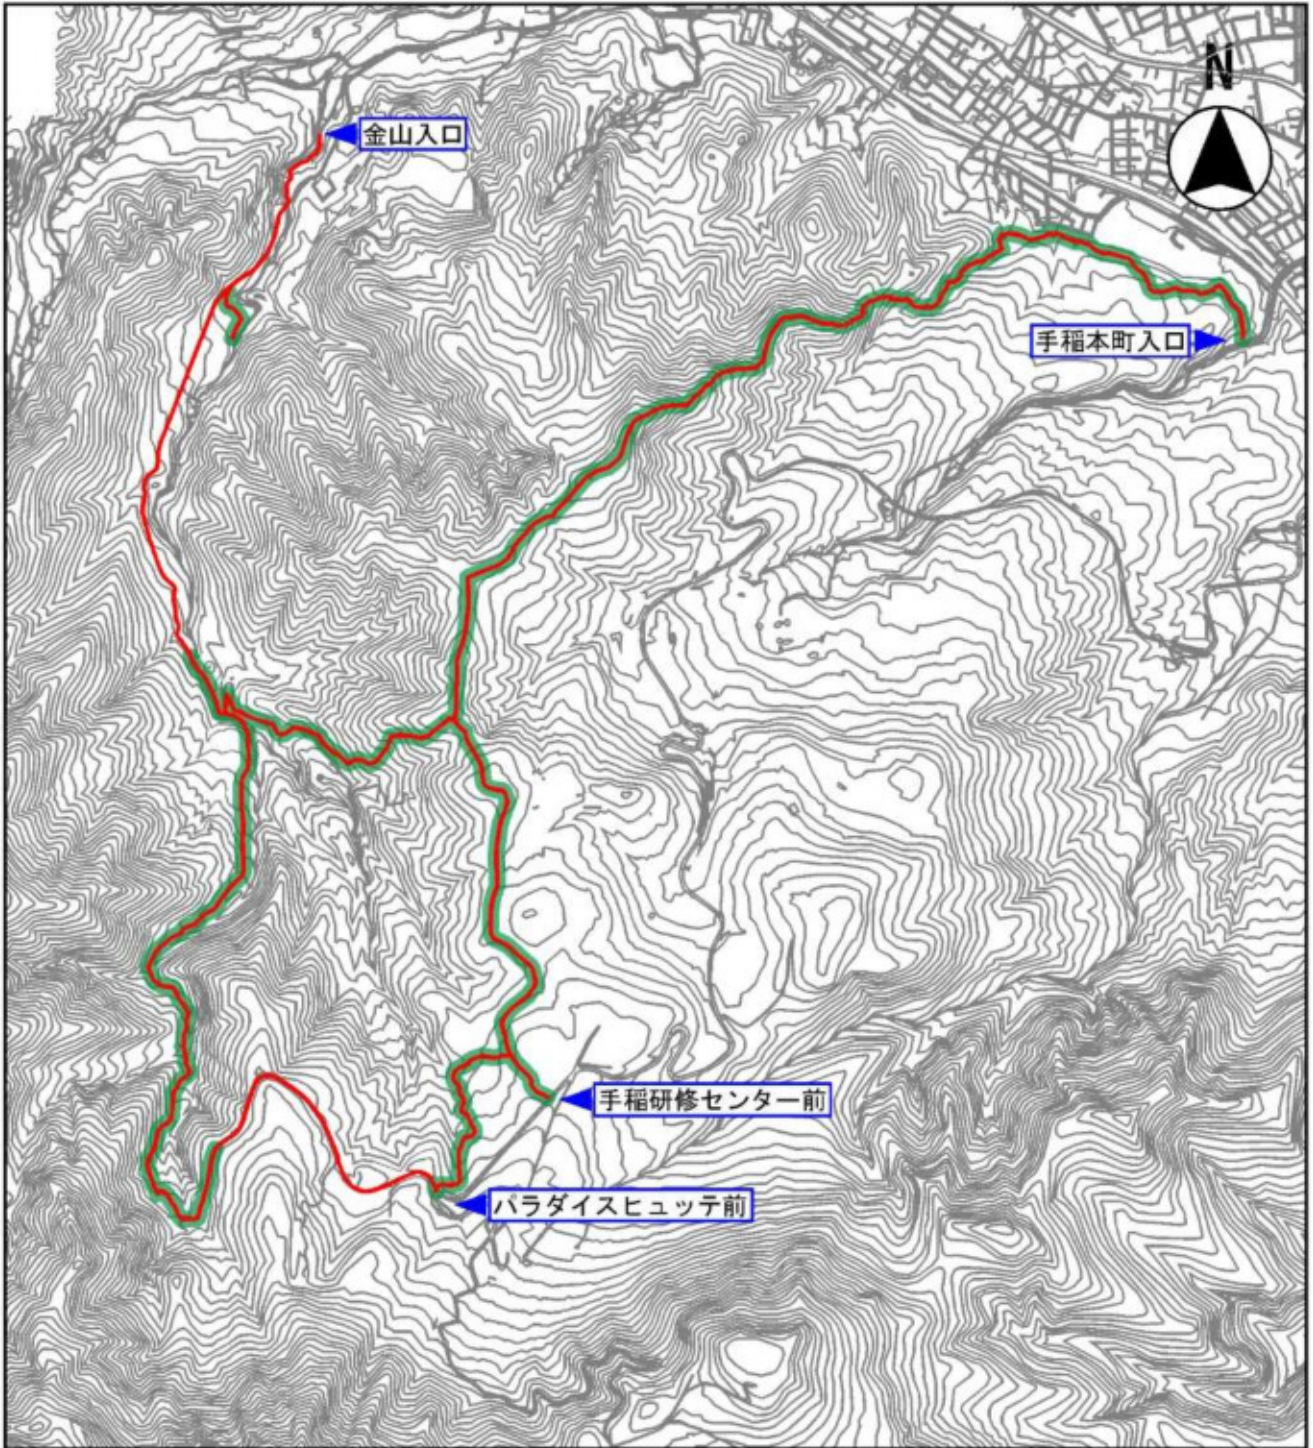 N
金山入口
手稲本町入口
手稲研修センター前
パラダイスヒュッテ前